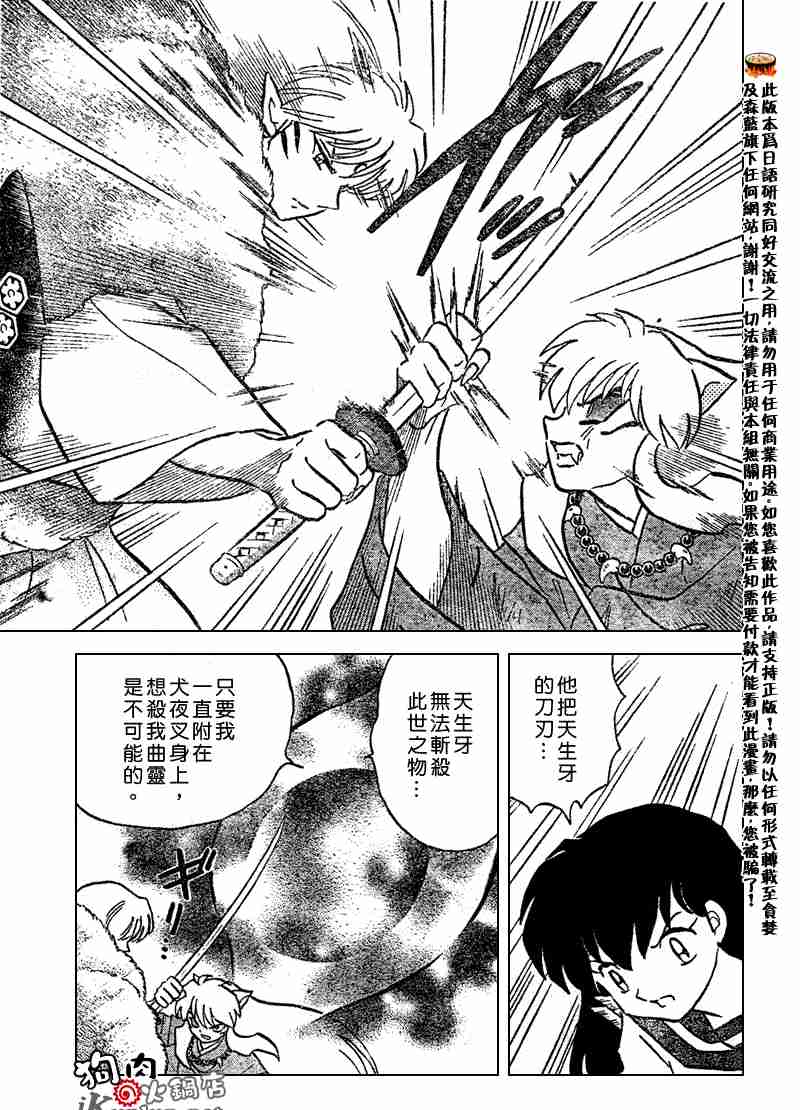 此版本爲日語研究同好交流之用，請勿用于任何商業用途。如您喜歡此作品，請支持正版！請勿以任何形式轉載至貪婪
及森藍旗下任何網站，謝謝！一切法律責任與本組無關。如果您被告知需要付款才能看到此漫畫，那麼，您被騙了！
他把天生牙
的刀刃…
天生牙
無法斬殺
此世之物
…
只要我
一直附在
犬夜叉身上，
想殺我曲靈
是不可能的。
狗肉
火鍋店